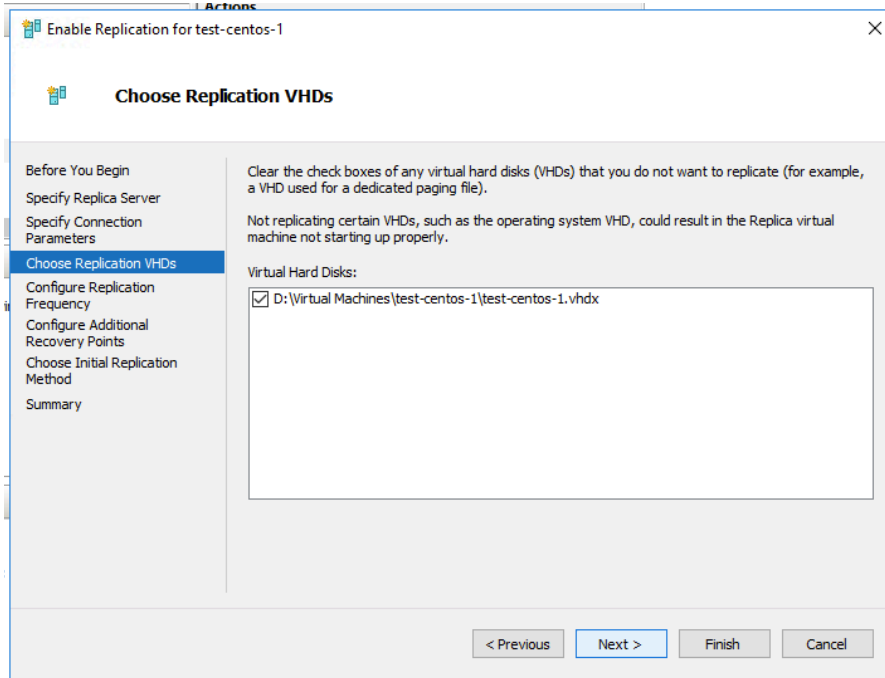 Actions
Enable Replication for test-centos-1
Choose Replication VHDs
Before You Begin
Specify Replica Server
Specify Connection
Parameters
Choose Replication VHDs
Configure Replication
Frequency
Configure Additional
Recovery Points
Choose Initial Replication
Method
Summary
Clear the check boxes of any virtual hard disks (VHDs) that you do not want to replicate (for example,
a VHD used for a dedicated paging file).
Not replicating certain VHDs, such as the operating system VHD, could result in the Replica virtual
machine not starting up properly.
Virtual Hard Disks:
D:\Virtual Machines\test-centos-1\test-centos-1.vhdx
< Previous
Next >
Finish
Cancel